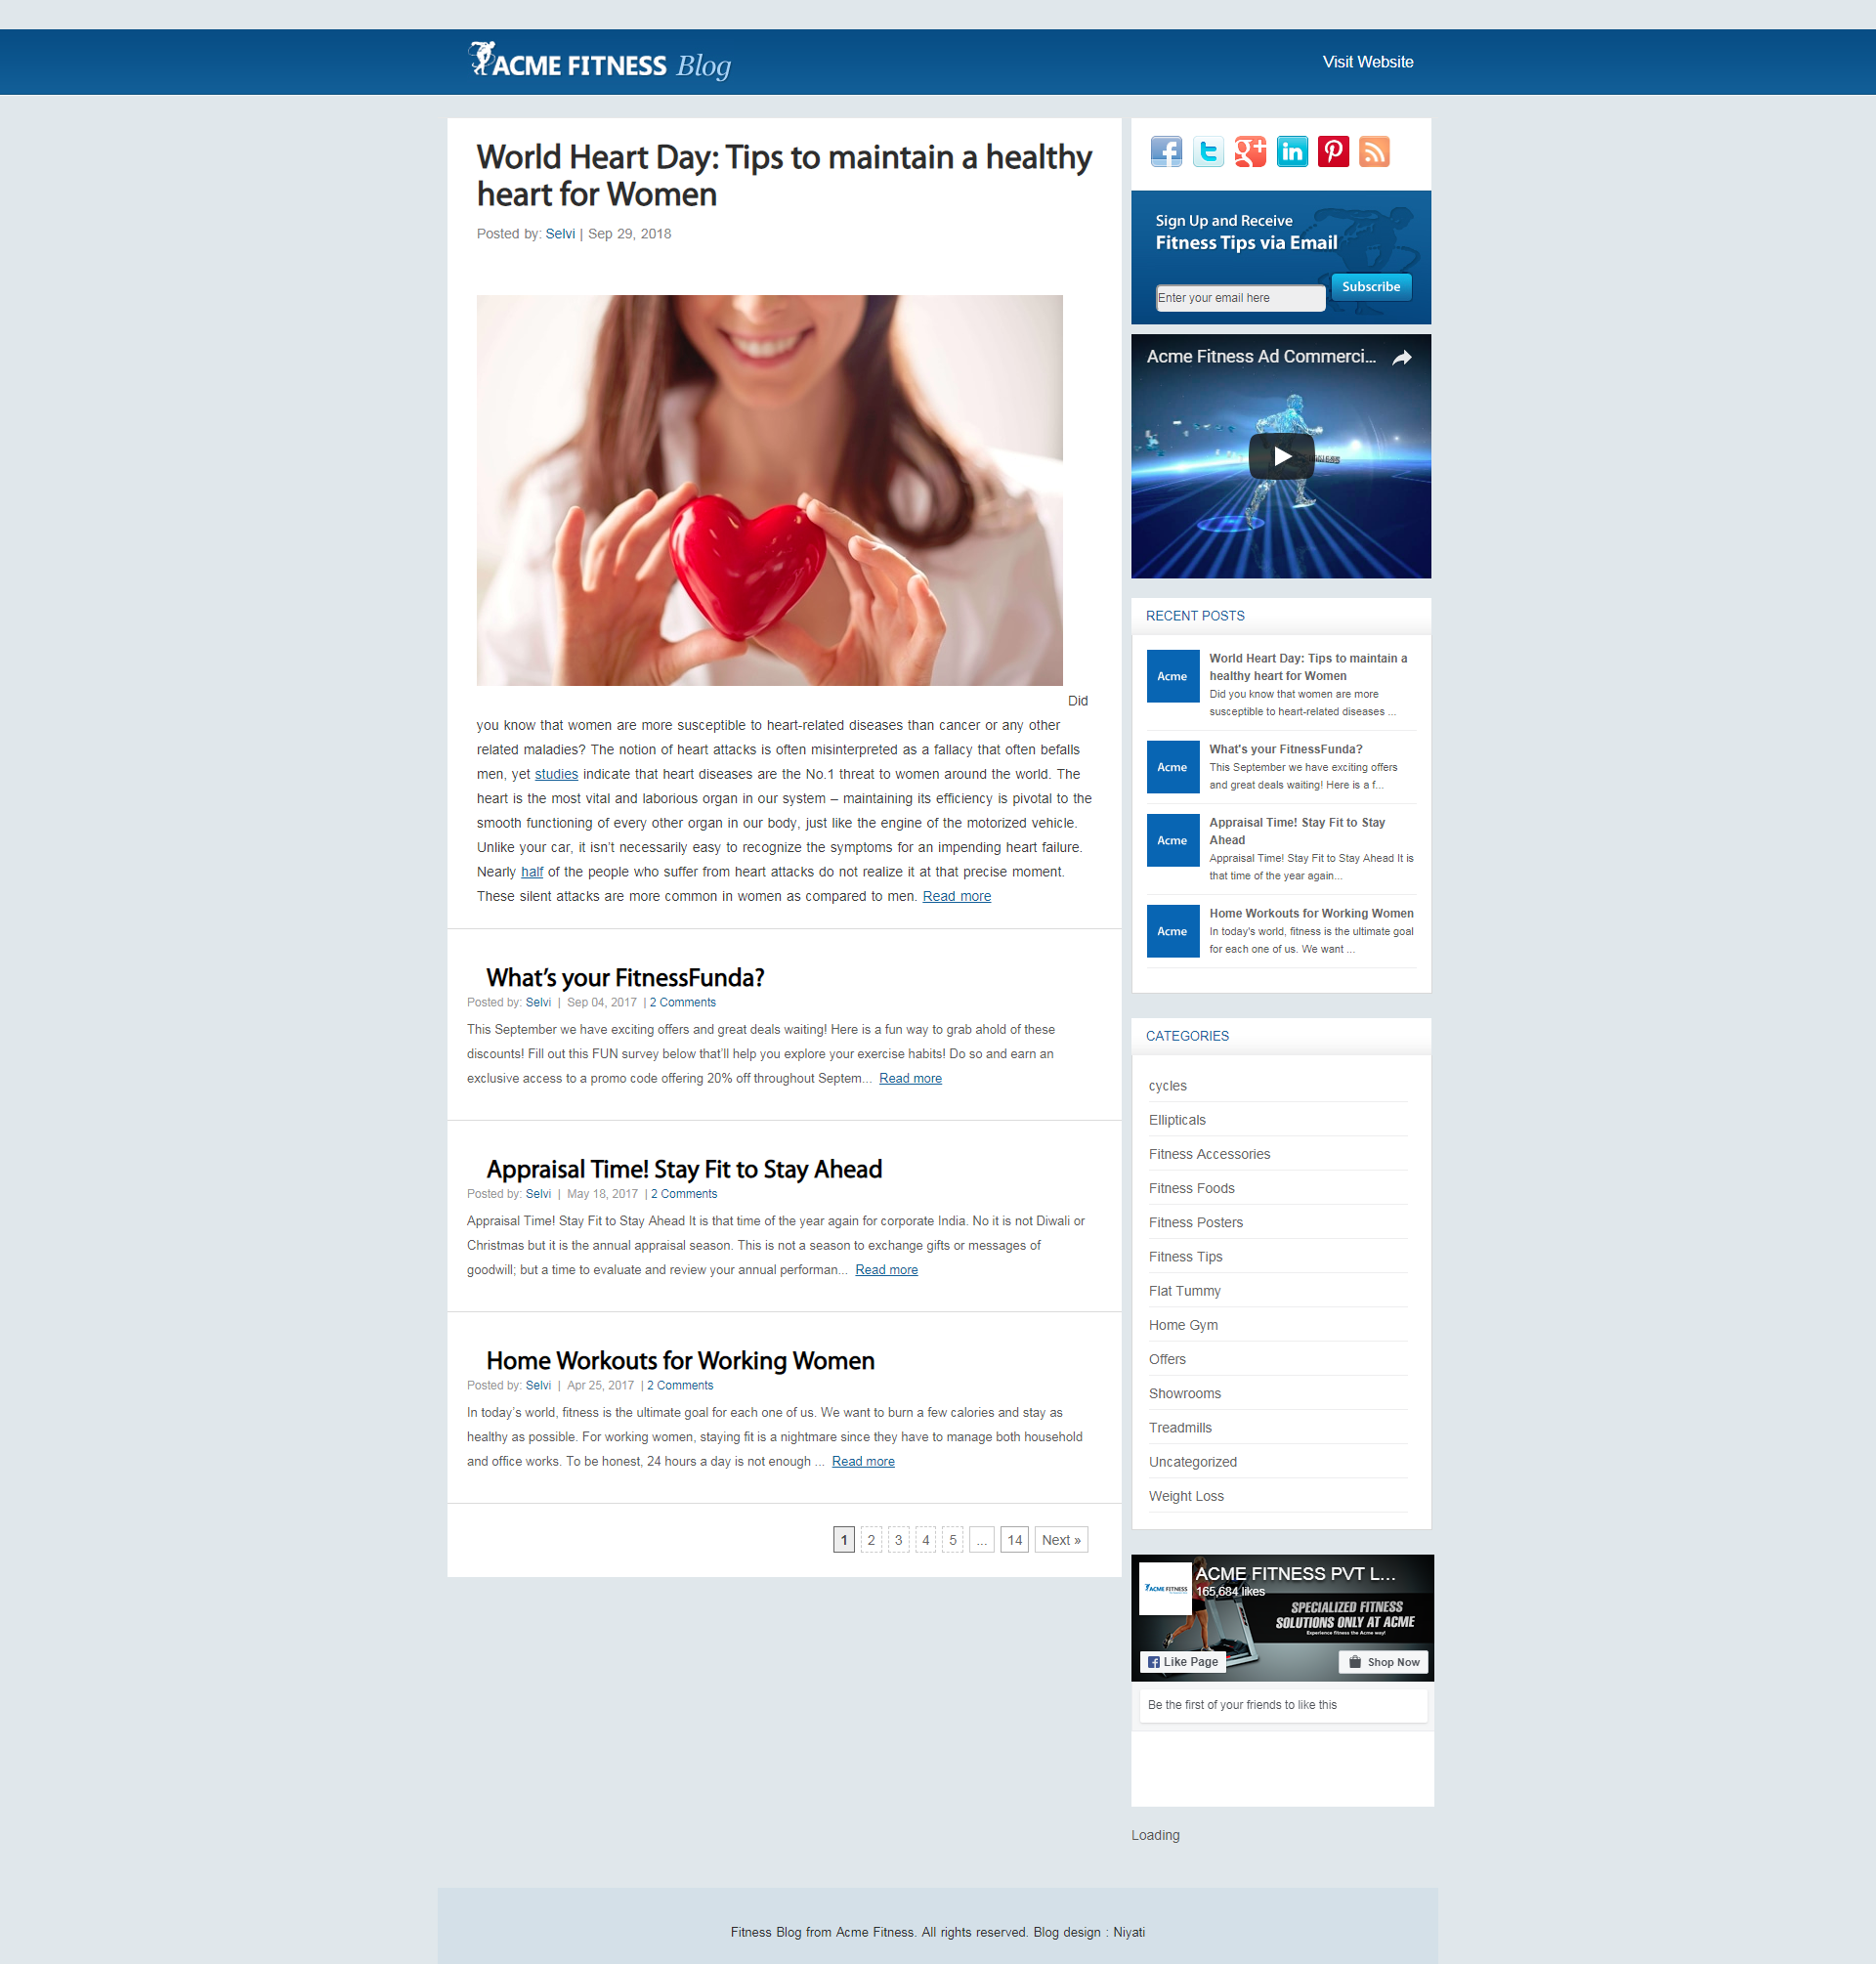 ACME FITNESS Blog
Visit Website
World Heart Day: Tips to maintain a healthy
heart for Women
Posted by: Selvi | Sep 29, 2018
Did
you know that women are more susceptible to heart-related diseases than cancer or any other
related maladies? The notion of heart attacks is often misinterpreted as a fallacy that often befalls
men, yet studies indicate that heart diseases are the No.1 threat to women around the world. The
heart is the most vital and laborious organ in our system – maintaining its efficiency is pivotal to the
smooth functioning of every other organ in our body, just like the engine of the motorized vehicle.
Unlike your car, it isn't necessarily easy to recognize the symptoms for an impending heart failure.
Nearly half of the people who suffer from heart attacks do not realize it at that precise moment.
These silent attacks are more common in women as compared to men. Read more
What's your FitnessFunda?
Posted by: Selvi | Sep 04, 2017 | 2 Comments
This September we have exciting offers and great deals waiting! Here is a fun way to grab ahold of these
discounts! Fill out this FUN survey below that'll help you explore your exercise habits! Do so and earn an
exclusive access to a promo code offering 20% off throughout Septem... Read more
Appraisal Time! Stay Fit to Stay Ahead
Posted by: Selvi | May 18, 2017 | 2 Comments
Appraisal Time! Stay Fit to Stay Ahead It is that time of the year again for corporate India. No it is not Diwali or
Christmas but it is the annual appraisal season. This is not a season to exchange gifts or messages of
goodwill; but a time to evaluate and review your annual performan... Read more
Home Workouts for Working Women
Posted by: Selvi | Apr 25, 2017 | 2 Comments
In today's world, fitness is the ultimate goal for each one of us. We want to burn a few calories and stay as
healthy as possible. For working women, staying fit is a nightmare since they have to manage both household
and office works. To be honest, 24 hours a day is not enough ... Read more
1 2 3 4 5 ... 14 Next »
Sign Up and Receive
Fitness Tips via Email
Enter your email here
Subscribe
Acme Fitness Ad Commerci...
RECENT POSTS
Acme
World Heart Day: Tips to maintain a
healthy heart for Women
Did you know that women are more
susceptible to heart-related diseases ...
Acme
What's your FitnessFunda?
This September we have exciting offers
and great deals waiting! Here is a f...
Acme
Appraisal Time! Stay Fit to Stay
Ahead
Appraisal Time! Stay Fit to Stay Ahead It is
that time of the year again...
Acme
Home Workouts for Working Women
In today's world, fitness is the ultimate goal
for each one of us. We want ...
CATEGORIES
cycles
Ellipticals
Fitness Accessories
Fitness Foods
Fitness Posters
Fitness Tips
Flat Tummy
Home Gym
Offers
Showrooms
Treadmills
Uncategorized
Weight Loss
ACME FITNESS
ACME FITNESS PVT L...
165,684 likes
SPECIALIZED FITNESS
SOLUTIONS ONLY AT ACME
Experience fitness the Acme way!
Like Page
Shop Now
Be the first of your friends to like this
Loading
Fitness Blog from Acme Fitness. All rights reserved. Blog design : Niyati